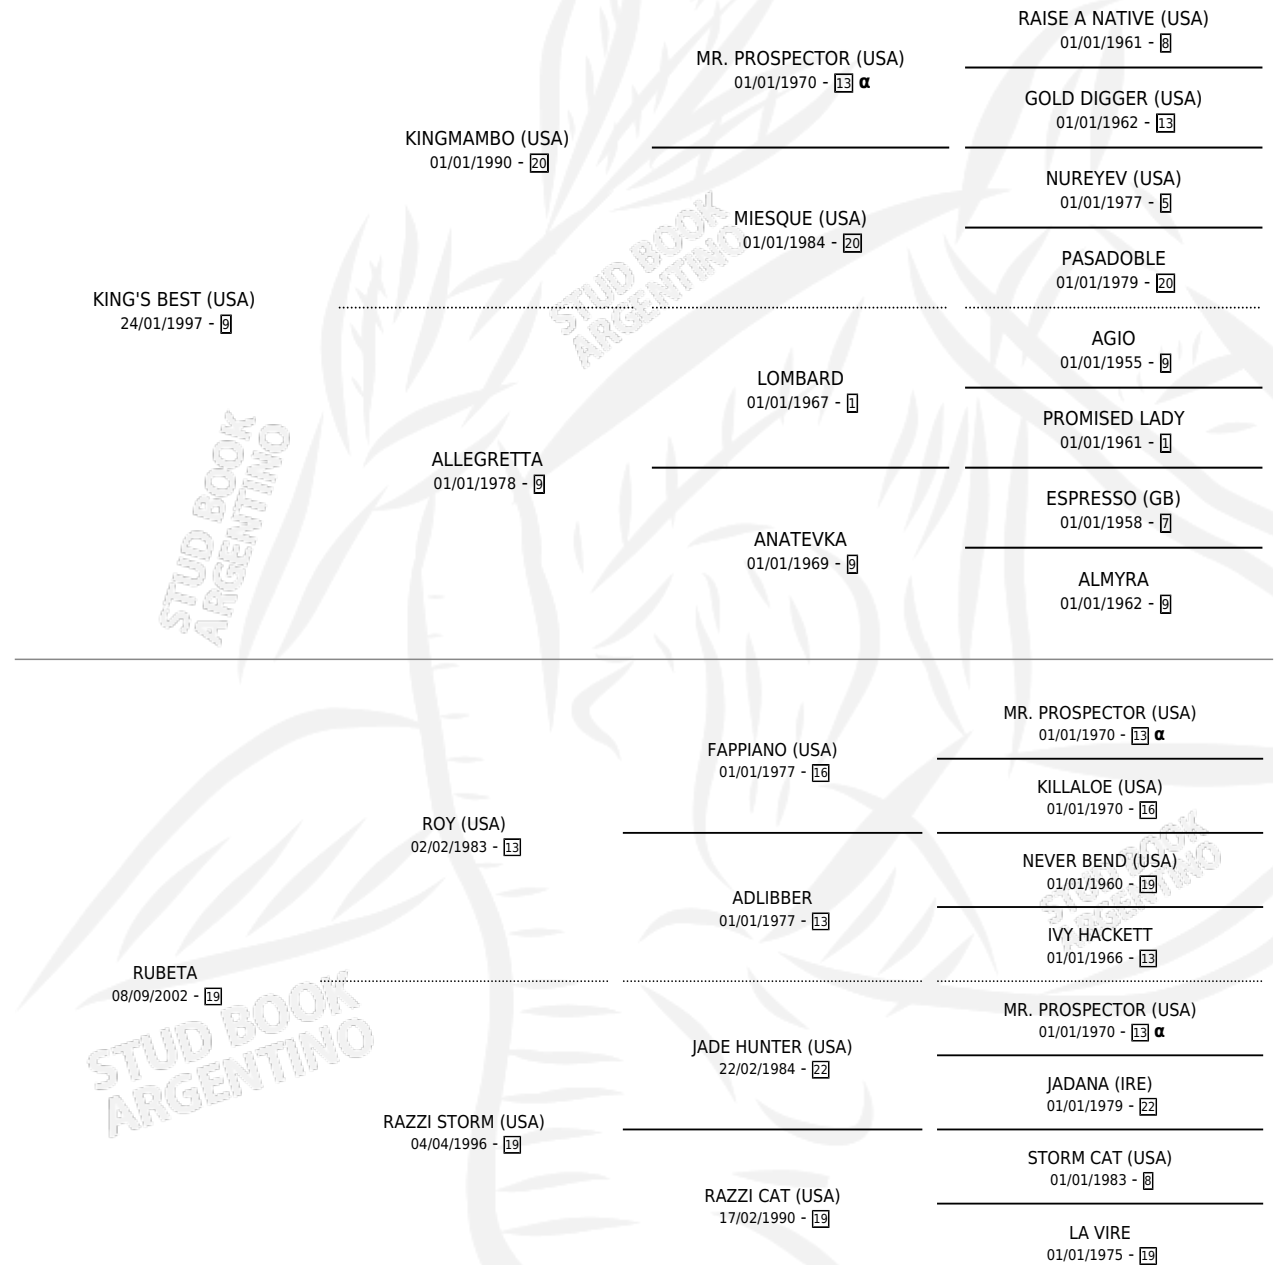 RAISE A NATIVE (USA)
01/01/1961 - 8
MR. PROSPECTOR (USA)
01/01/1970 - 13 α
GOLD DIGGER (USA)
01/01/1962 - 13
KINGMAMBO (USA)
01/01/1990 - 20
NUREYEV (USA)
01/01/1977 - 5
MIESQUE (USA)
01/01/1984 - 20
PASADOBLE
01/01/1979 - 20
KING'S BEST (USA)
24/01/1997 - 9
AGIO
01/01/1955 - 9
LOMBARD
01/01/1967 - 1
PROMISED LADY
01/01/1961 - 1
ALLEGRETTA
01/01/1978 - 9
ESPRESSO (GB)
01/01/1958 - 7
ANATEVKA
01/01/1969 - 9
ALMYRA
01/01/1962 - 9
MR. PROSPECTOR (USA)
01/01/1970 - 13 α
FAPPIANO (USA)
01/01/1977 - 16
KILLALOE (USA)
01/01/1970 - 16
ROY (USA)
02/02/1983 - 13
NEVER BEND (USA)
01/01/1960 - 19
ADLIBBER
01/01/1977 - 13
IVY HACKETT
01/01/1966 - 13
RUBETA
08/09/2002 - 19
MR. PROSPECTOR (USA)
01/01/1970 - 13 α
JADE HUNTER (USA)
22/02/1984 - 22
JADANA (IRE)
01/01/1979 - 22
RAZZI STORM (USA)
04/04/1996 - 19
STORM CAT (USA)
01/01/1983 - 8
RAZZI CAT (USA)
17/02/1990 - 19
LA VIRE
01/01/1975 - 19
STUD BOOK
ARGENTINO
STUD BOOK
ARGENTINO
STUD BOOK
ARGENTINO
STUD BOOK
ARGENTINO